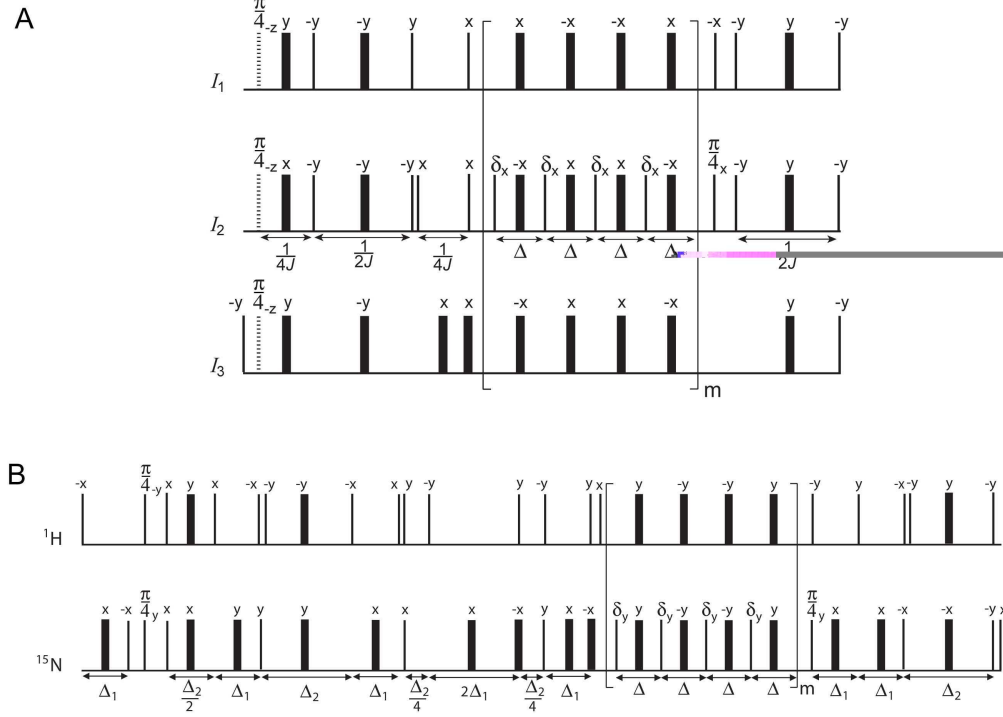 A
π/4 -z y -y -y y x x -x -x x -x -y y -y
I1
π/4 -z x -y -y -y x x δx -x δx x δx x δx -x π/4 x -y y -y
I2
1/4J 1/2J 1/4J Δ Δ Δ Δ 1/2J
-y π/4 -z y -y x x -x x x -x y -y
I3
m
B
-x π/4 -y x y x -x -y -y -x -x y -y y -y y x y -y -y y -y y -x -y y -y
1H
x -x π/4 y x x y y y x x x -x y x -x δy y δy -y δy -y δy y π/4 y x x -x -x -y x
15N
Δ1 Δ2/2 Δ1 Δ2 Δ1 Δ2/4 2Δ1 Δ2/4 Δ1 Δ Δ Δ Δ m Δ1 Δ1 Δ2